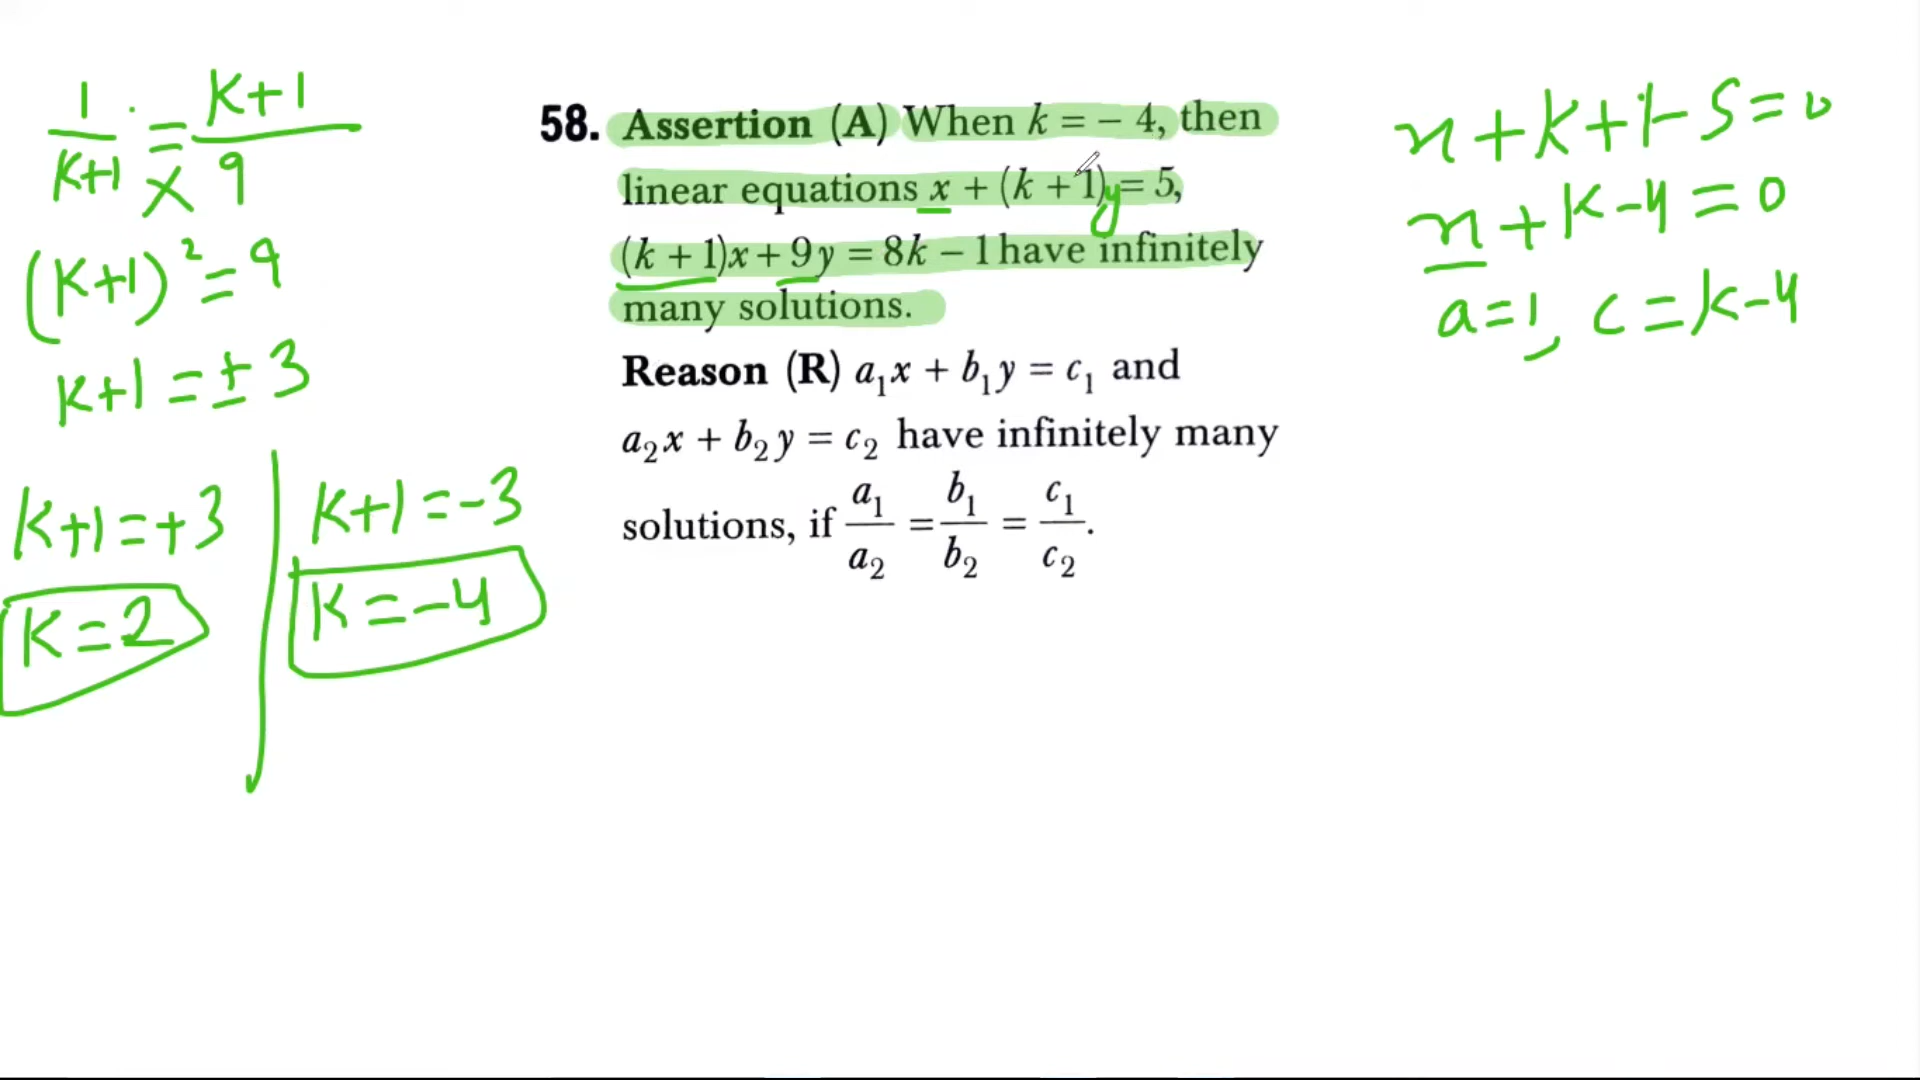 1/K+1 = K+1/9
(K+1)² = 9
K+1 = ± 3
K+1 = +3
K = 2
K+1 = -3
K = -4
58. Assertion (A) When k = – 4, then
linear equations x + (k + 1)y = 5,
(k + 1)x + 9y = 8k – 1 have infinitely
many solutions.
Reason (R) a₁x + b₁y = c₁ and
a₂x + b₂y = c₂ have infinitely many
solutions, if a₁/a₂ = b₁/b₂ = c₁/c₂.
x + K + 1 - 5 = 0
x + K - 4 = 0
a = 1, c = K - 4